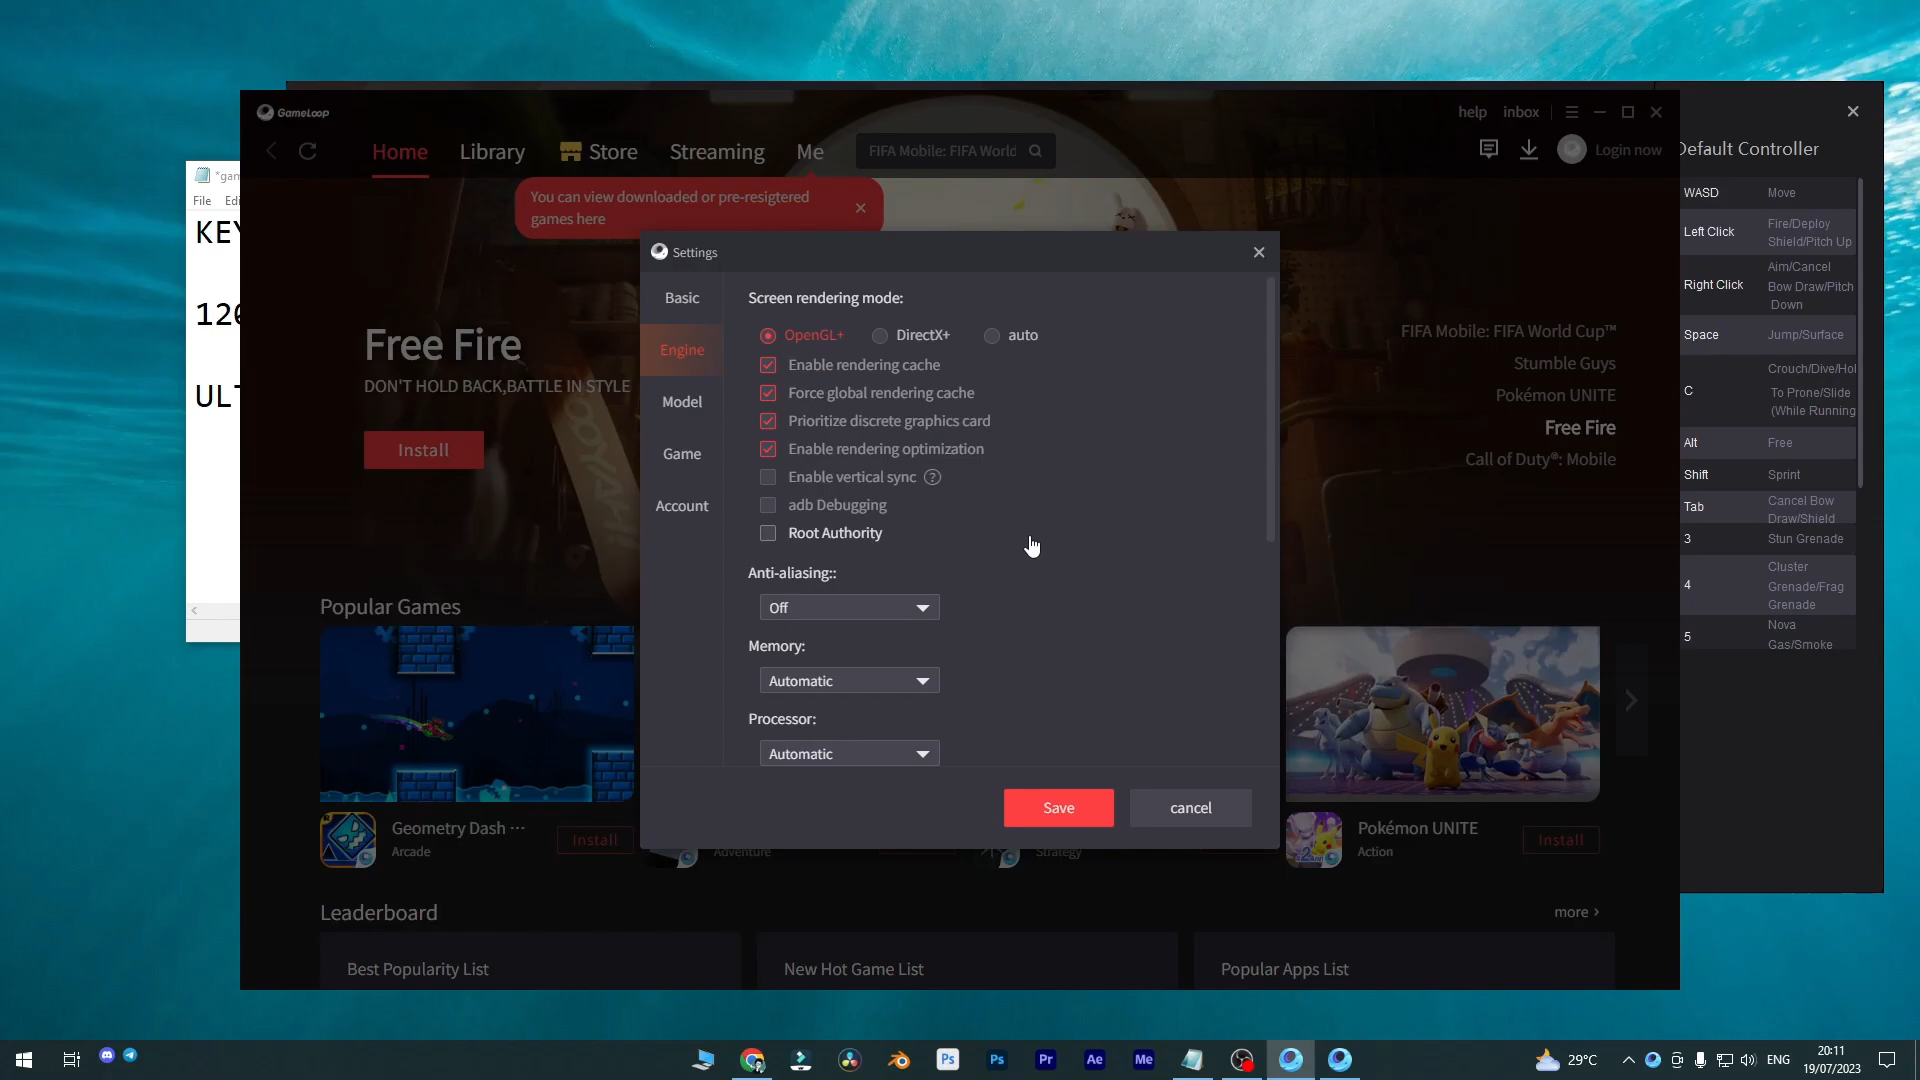 GameLoop
help inbox
Home Library Store Streaming Me FIFA Mobile: FIFA World Login now
You can view downloaded or pre-resigtered
games here
File
KEY
120
ULT
Free Fire
DON'T HOLD BACK,BATTLE IN STYLE
Install
FIFA Mobile: FIFA World Cup™
Stumble Guys
Pokémon UNITE
Free Fire
Call of Duty®: Mobile
Settings
Basic
Engine
Model
Game
Account
Screen rendering mode:
OpenGL+ DirectX+ auto
Enable rendering cache
Force global rendering cache
Prioritize discrete graphics card
Enable rendering optimization
Enable vertical sync ?
adb Debugging
Root Authority
Anti-aliasing::
Off
Memory:
Automatic
Processor:
Automatic
Save cancel
Default Controller
WASD Move
Left Click Fire/Deploy
Shield/Pitch Up
Right Click Aim/Cancel
Bow Draw/Pitch
Down
Space Jump/Surface
C Crouch/Dive/Hol
To Prone/Slide
(While Running
Alt Free
Shift Sprint
Tab Cancel Bow
Draw/Shield
3 Stun Grenade
4 Cluster
Grenade/Frag
Grenade
5 Nova
Gas/Smoke
Popular Games
Geometry Dash ···
Arcade
Install
Adventure
Strategy
Pokémon UNITE
Action
Install
Leaderboard
more >
Best Popularity List
New Hot Game List
Popular Apps List
Ps Ps Pr Ae Me
29°C ENG
20:11
19/07/2023